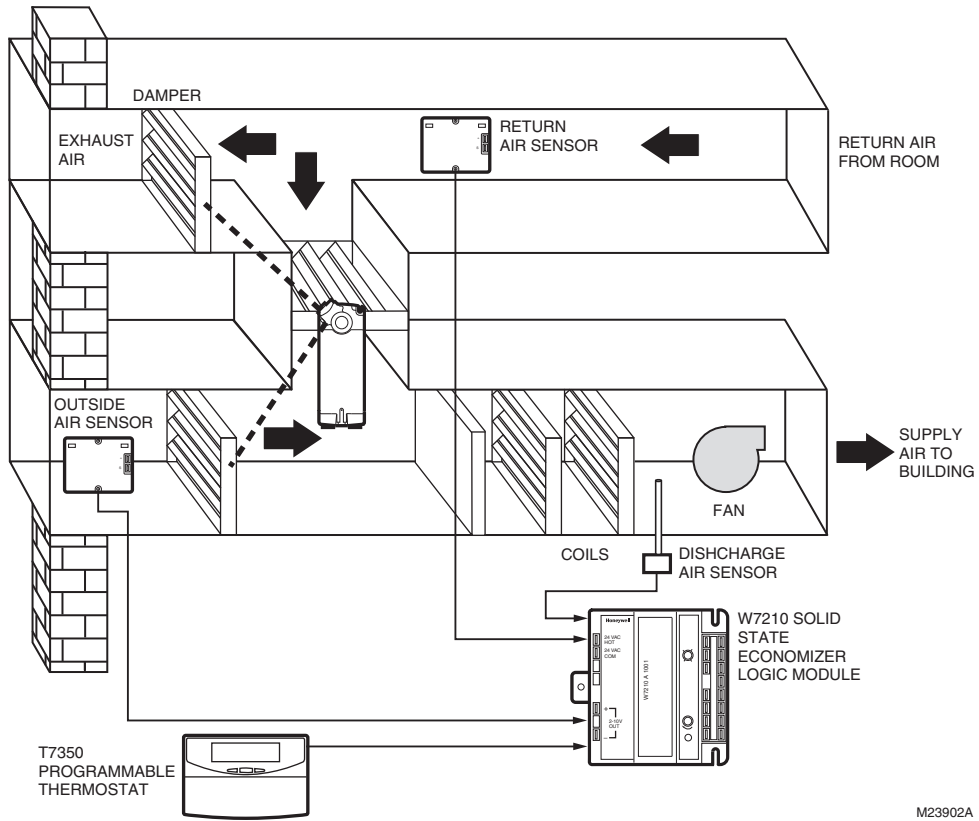 DAMPER
EXHAUST
AIR
RETURN
AIR SENSOR
RETURN AIR
FROM ROOM
OUTSIDE
AIR SENSOR
SUPPLY
AIR TO
BUILDING
FAN
COILS
DISHCHARGE
AIR SENSOR
W7210 SOLID
STATE
ECONOMIZER
LOGIC MODULE
Honeywell
24 VAC
HOT
24 VAC
COM
W7210 A 1001
+
2-10V
OUT
–
T7350
PROGRAMMABLE
THERMOSTAT
M23902A